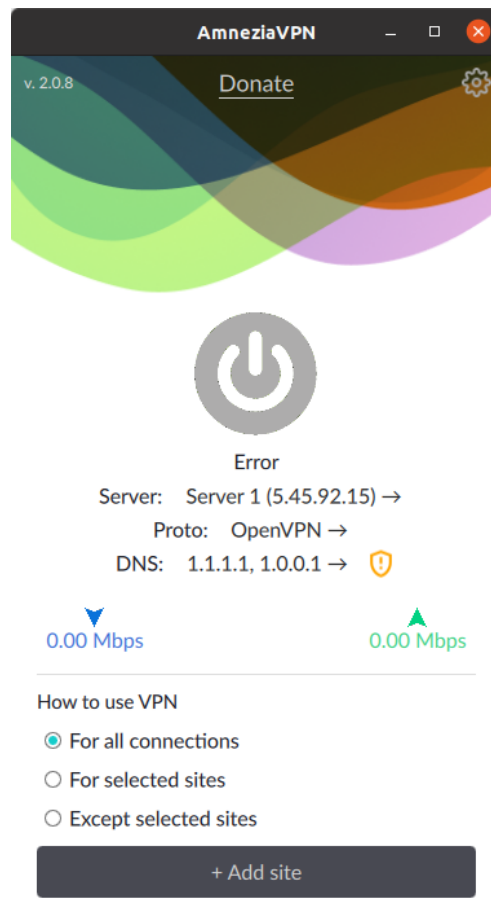 AmneziaVPN
v. 2.0.8 Donate
Error
Server: Server 1 (5.45.92.15) →
Proto: OpenVPN →
DNS: 1.1.1.1, 1.0.0.1 →
0.00 Mbps 0.00 Mbps
How to use VPN
For all connections
For selected sites
Except selected sites
+ Add site